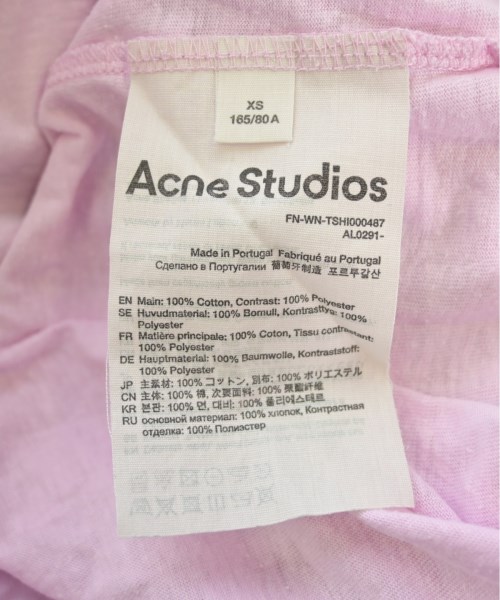 XS
165/80A
Acne Studios
FN-WN-TSHI000487
AL0291-
Made in Portugal Fabriqué au Portugal
Сделано в Португалии 葡萄牙制造 포르투갈산
EN Main: 100% Cotton, Contrast: 100% Polyester
SE Huvudmaterial: 100% Bomull, Kontrasttyg: 100%
Polyester
FR Matière principale: 100% Coton, Tissu contrastant:
100% Polyester
DE Hauptmaterial: 100% Baumwolle, Kontraststoff:
100% Polyester
JP 主素材: 100% コットン, 別布: 100% ポリエステル
CN 主体: 100% 棉, 次要面料: 100% 聚酯纤维
KR 본판: 100% 면, 대비: 100% 폴리에스테르
RU основной материал: 100% хлопок, Контрастная
отделка: 100% Полиэстер